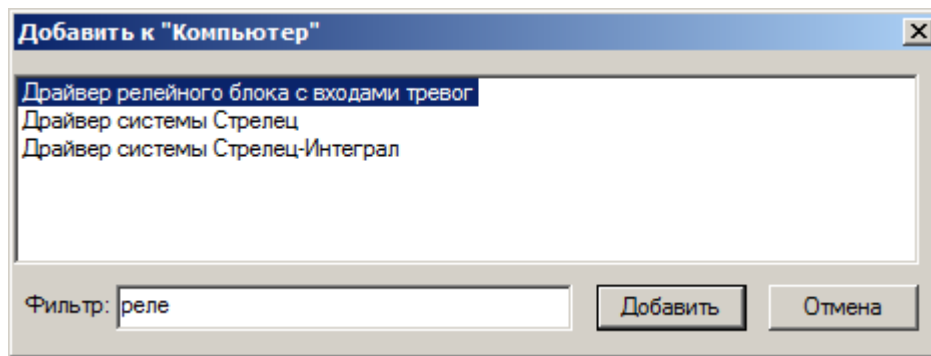 Добавить к "Компьютер"
Драйвер релейного блока с входами тревог
Драйвер системы Стрелец
Драйвер системы Стрелец-Интеграл
Фильтр: реле Добавить Отмена